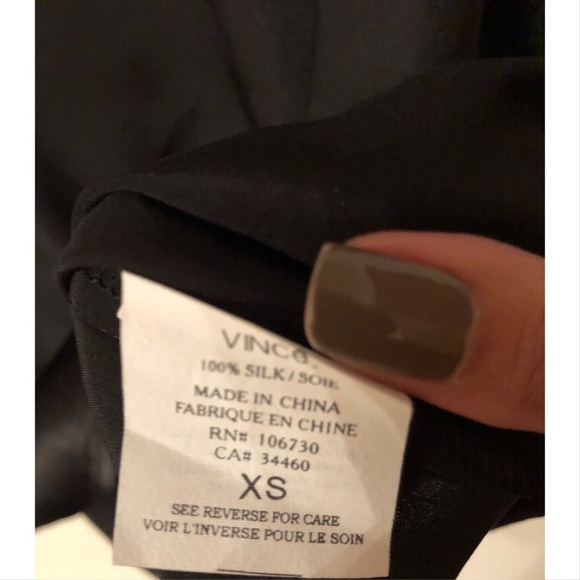 VINCE.
100% SILK / SOIE
MADE IN CHINA
FABRIQUE EN CHINE
RN# 106730
CA# 34460
XS
SEE REVERSE FOR CARE
VOIR L'INVERSE POUR LE SOIN